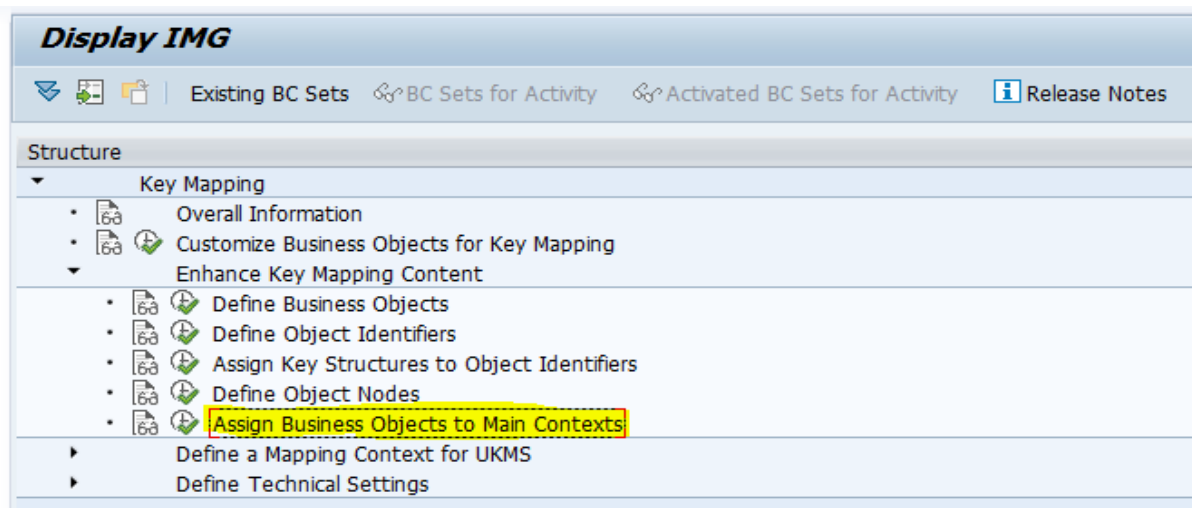 Display IMG
Existing BC Sets BC Sets for Activity Activated BC Sets for Activity Release Notes
Structure
Key Mapping
Overall Information
Customize Business Objects for Key Mapping
Enhance Key Mapping Content
Define Business Objects
Define Object Identifiers
Assign Key Structures to Object Identifiers
Define Object Nodes
Assign Business Objects to Main Contexts
Define a Mapping Context for UKMS
Define Technical Settings